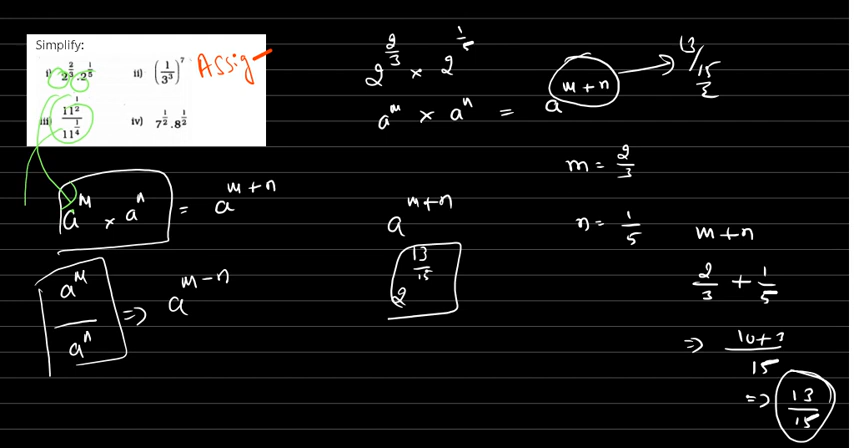 Simplify:
i) 2^{2/3} . 2^{1/5}
ii) (1/3^3)^7
Assig
iii) 11^{1/2} / 11^{1/4}
iv) 7^{1/2} . 8^{1/2}
2^{2/3} × 2^{1/5}
a^m × a^n = a^{m+n}
13/15
m = 2/3
n = 1/5
a^m × a^n = a^{m+n}
a^m / a^n => a^{m-n}
a^{m+n}
2^{13/15}
m+n
2/3 + 1/5
=> 10+3 / 15
=> 13/15